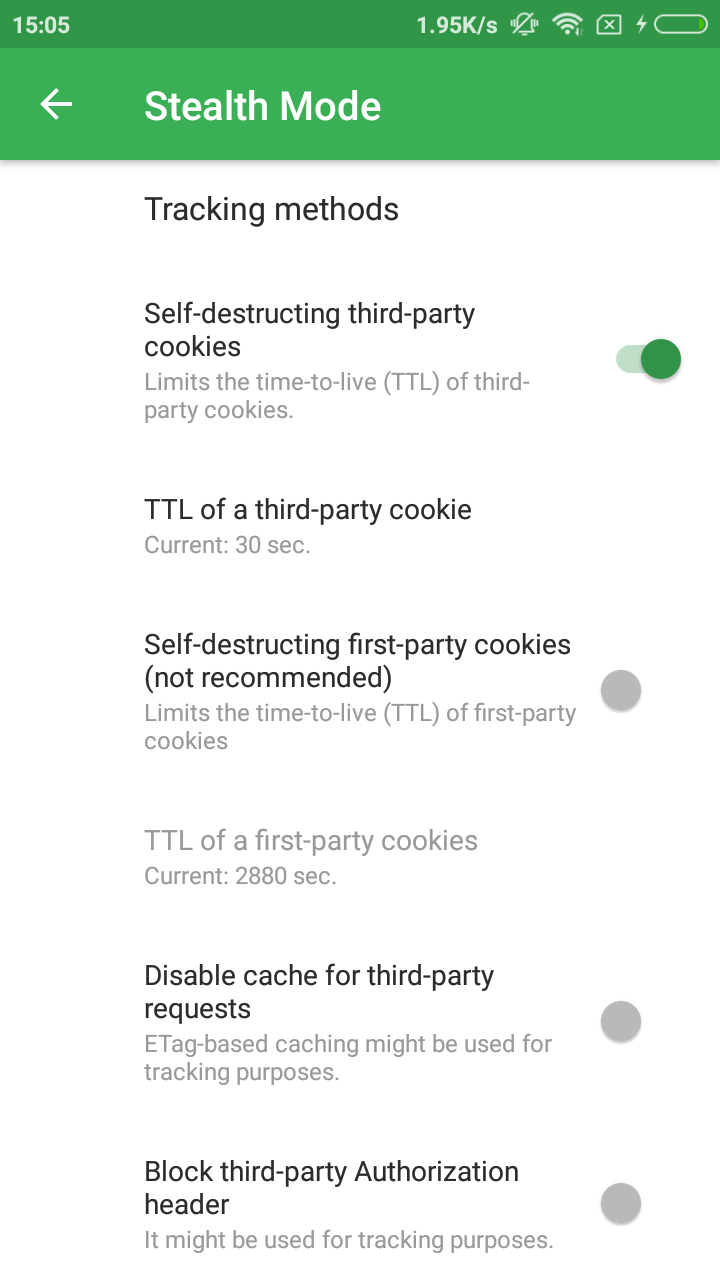 15:05 1.95K/s
Stealth Mode
Tracking methods
Self-destructing third-party
cookies
Limits the time-to-live (TTL) of third-
party cookies.
TTL of a third-party cookie
Current: 30 sec.
Self-destructing first-party cookies
(not recommended)
Limits the time-to-live (TTL) of first-party
cookies
TTL of a first-party cookies
Current: 2880 sec.
Disable cache for third-party
requests
ETag-based caching might be used for
tracking purposes.
Block third-party Authorization
header
It might be used for tracking purposes.